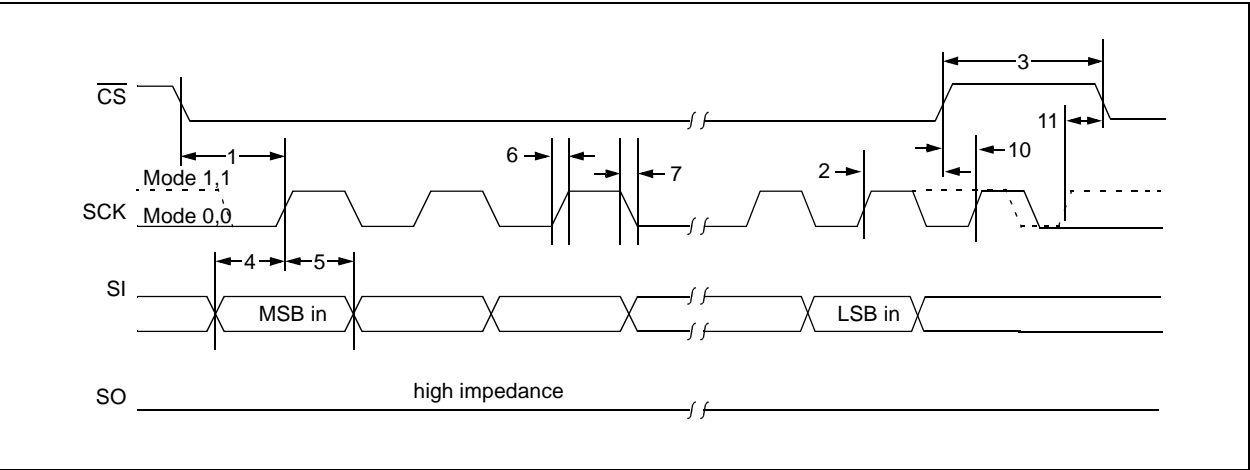 3
CS
11
1
6
7
2
10
Mode 1,1
SCK
Mode 0,0
4
5
SI
MSB in
LSB in
SO
high impedance